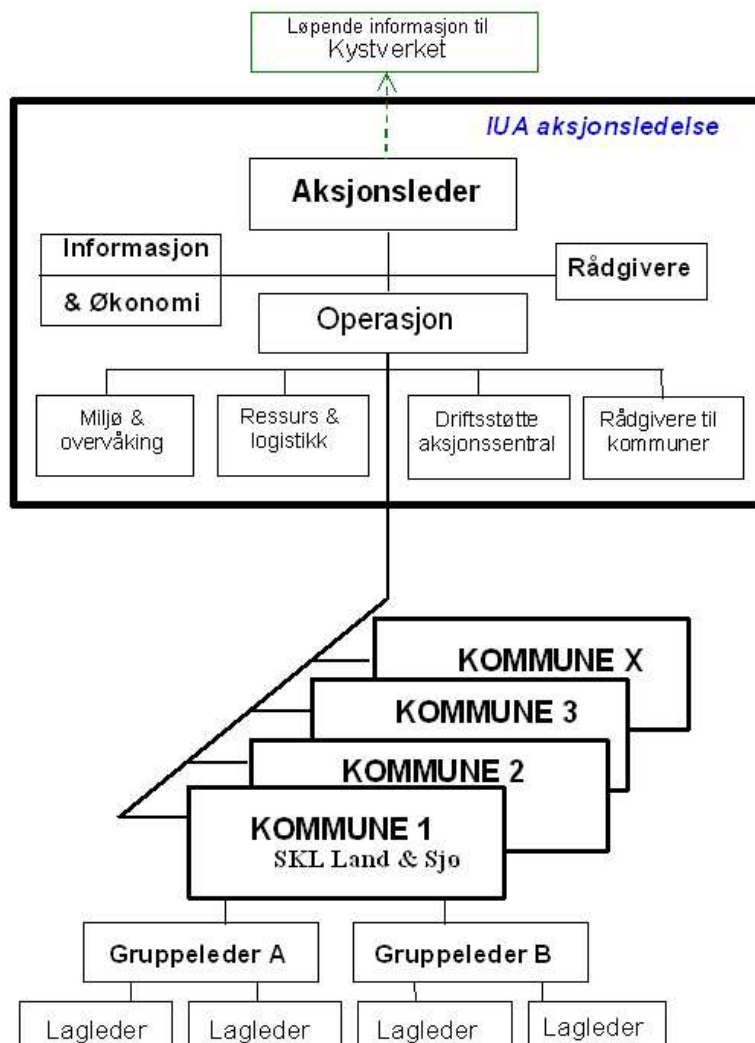 Løpende informasjon til
Kystverket
IUA aksjonsledelse
Aksjonsleder
Informasjon
& Økonomi
Rådgivere
Operasjon
Miljø &
overvåking
Ressurs &
logistikk
Driftsstøtte
aksjonssentral
Rådgivere til
kommuner
KOMMUNE X
KOMMUNE 3
KOMMUNE 2
KOMMUNE 1
SKL Land & Sjø
Gruppeleder A
Gruppeleder B
Lagleder
Lagleder
Lagleder
Lagleder